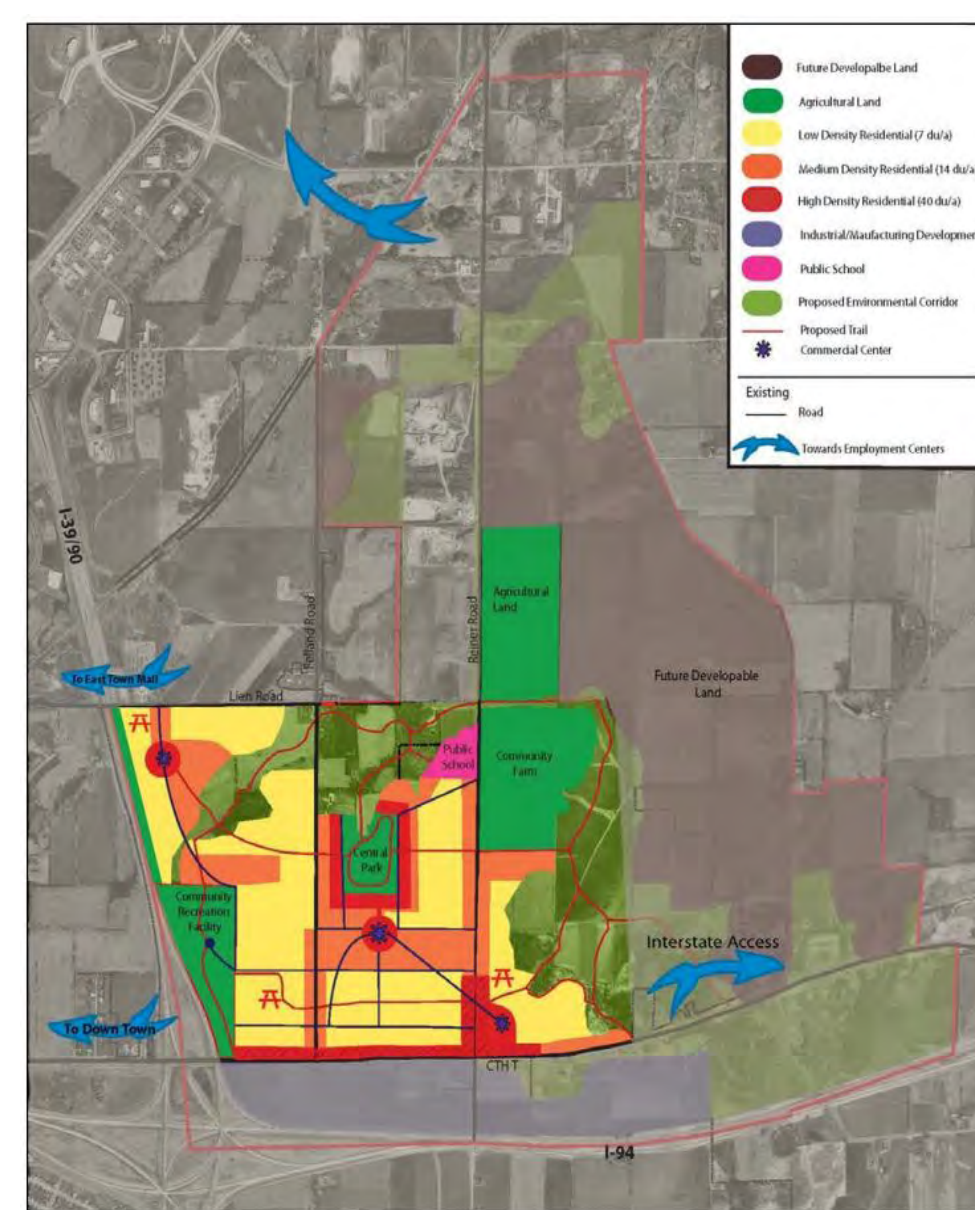 Future Developalbe Land
Agricultural Land
Low Density Residential (7 du/a)
Medium Density Residential (14 du/a
High Density Residential (40 du/a)
Industrial/Maufacturing Developmen
Public School
Proposed Environmental Corridor
Proposed Trail
Commercial Center
Existing
Road
Towards Employment Centers
I-39/90
Agricultural
Land
Felland Road
Reiner Road
To East Town Mall
Lien Road
Future Developable
Land
Public
School
Community
Farm
Central
Park
Community
Recreation
Facility
Interstate Access
To Down Town
CTH T
I-94